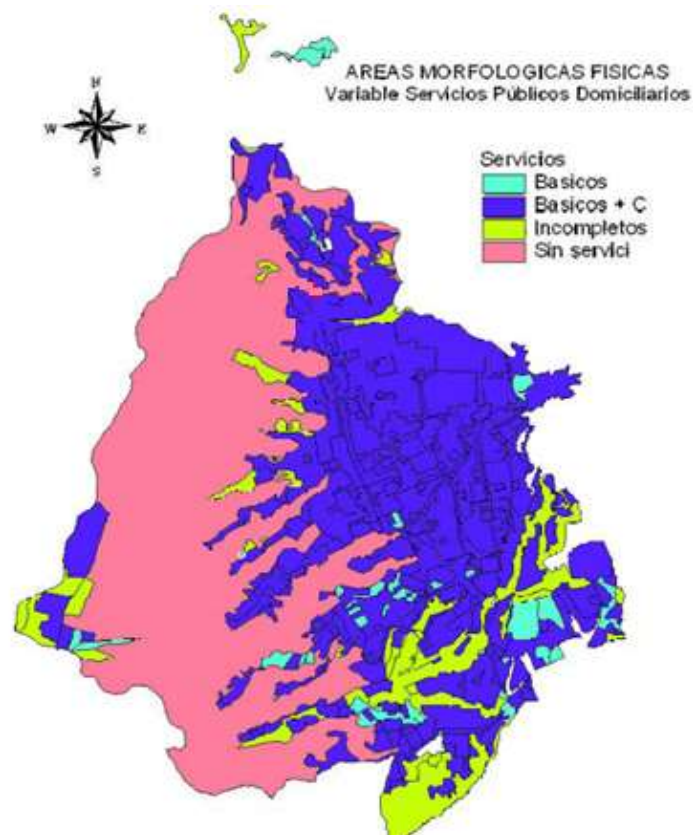 AREAS MORFOLOGICAS FISICAS
Variable Servicios Públicos Domiciliarios
N
W E
S
Servicios
Basicos
Basicos + C
Incompletos
Sin servici